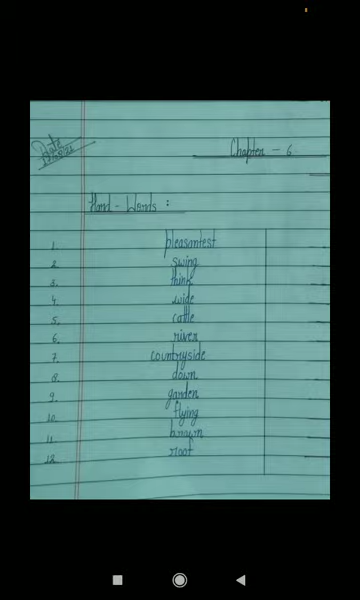 Date
Chapter - 6
Hard - Words :
1. pleasantest
2. swing
3. think
4. wide
5. cattle
6. river
7. countryside
8. down
9. garden
10. flying
11. brown
12. roof